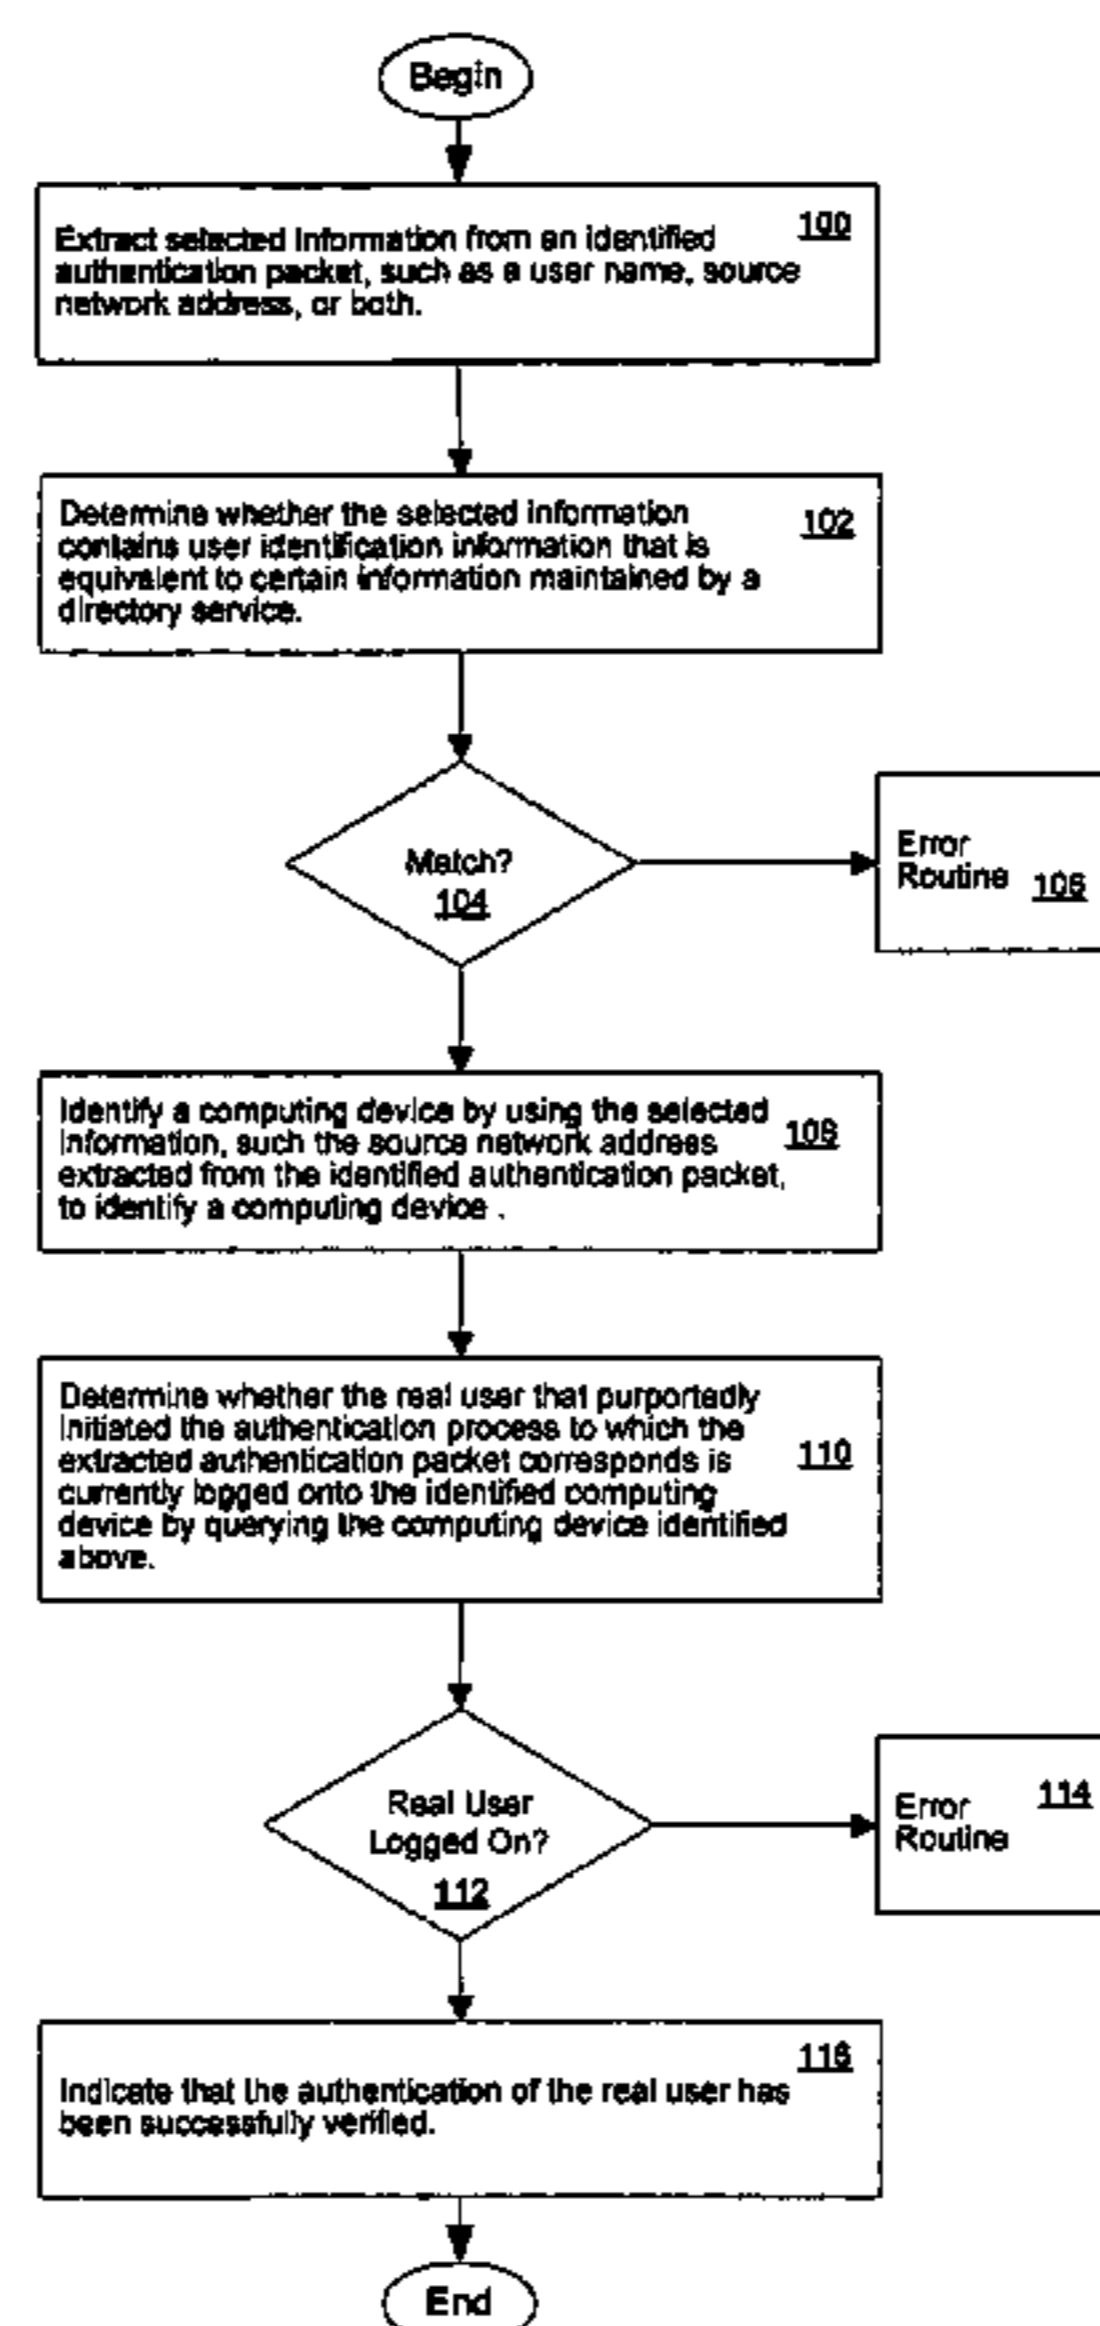 Begin
100
Extract selected information from an identified
authentication packet, such as a user name, source
network address, or both.
102
Determine whether the selected information
contains user identification information that is
equivalent to certain information maintained by a
directory service.
Match?
104
Error
Routine
106
Identify a computing device by using the selected
information, such the source network address
extracted from the identified authentication packet,
to identify a computing device .
108
Determine whether the real user that purportedly
initiated the authentication process to which the
extracted authentication packet corresponds is
currently logged onto the identified computing
device by querying the computing device identified
above.
110
Real User
Logged On?
112
114
Error
Routine
116
Indicate that the authentication of the real user has
been successfully verified.
End